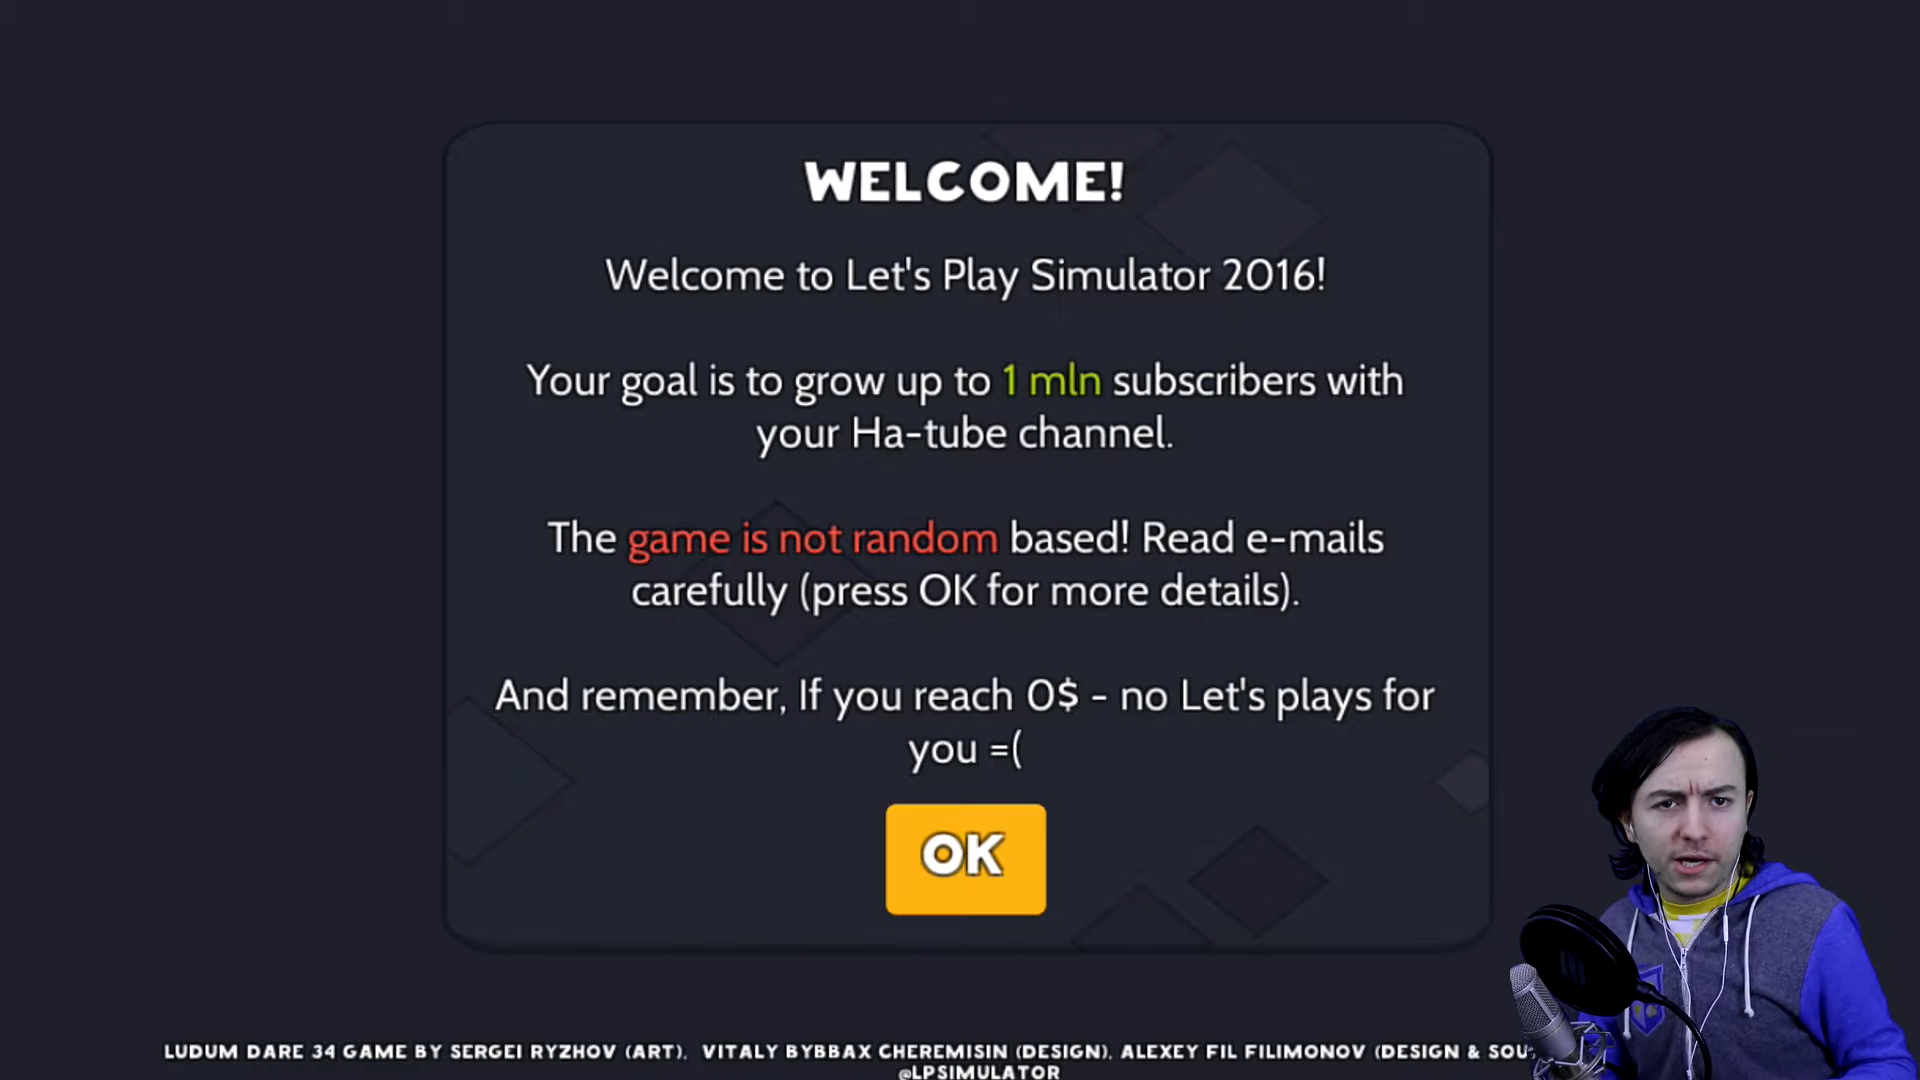 WELCOME!
Welcome to Let's Play Simulator 2016!
Your goal is to grow up to 1 mln subscribers with
your Ha-tube channel.
The game is not random based! Read e-mails
carefully (press OK for more details).
And remember, If you reach 0$ - no Let's plays for
you =(
OK
LUDUM DARE 34 GAME BY SERGEI RYZHOV (ART), VITALY BYBBAX CHEREMISIN (DESIGN), ALEXEY FIL FILIMONOV (DESIGN & SOU
@LPSIMULATOR